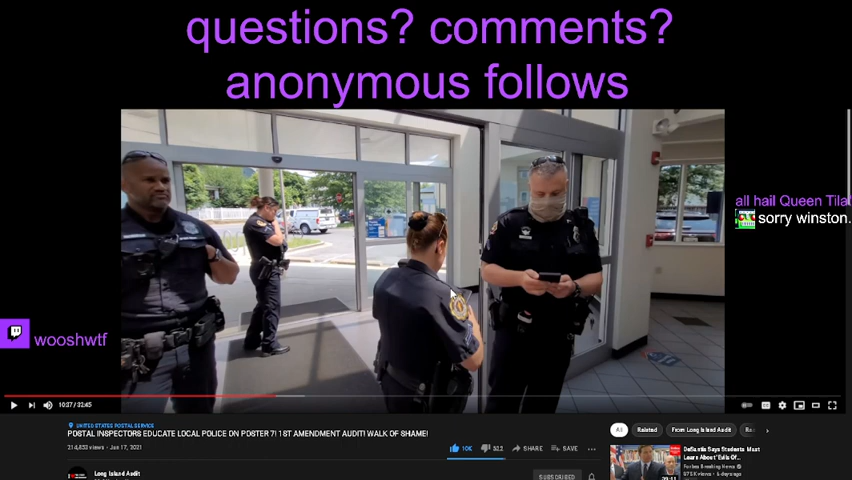 questions? comments?
anonymous follows
all hail Queen Tila
sorry winston.
wooshwtf
10:37 / 32:45
UNITED STATES POSTAL SERVICE
POSTAL INSPECTORS EDUCATE LOCAL POLICE ON POSTER 7! 1ST AMENDMENT AUDIT! WALK OF SHAME!
views • Jun 17, 2021
10K
SHARE
SAVE
Long Island Audit
SUBSCRIBED
All
Related
From Long Island Audit
DeSantis Says Students Must
Learn About 'Evils Of...
Forbes Breaking News